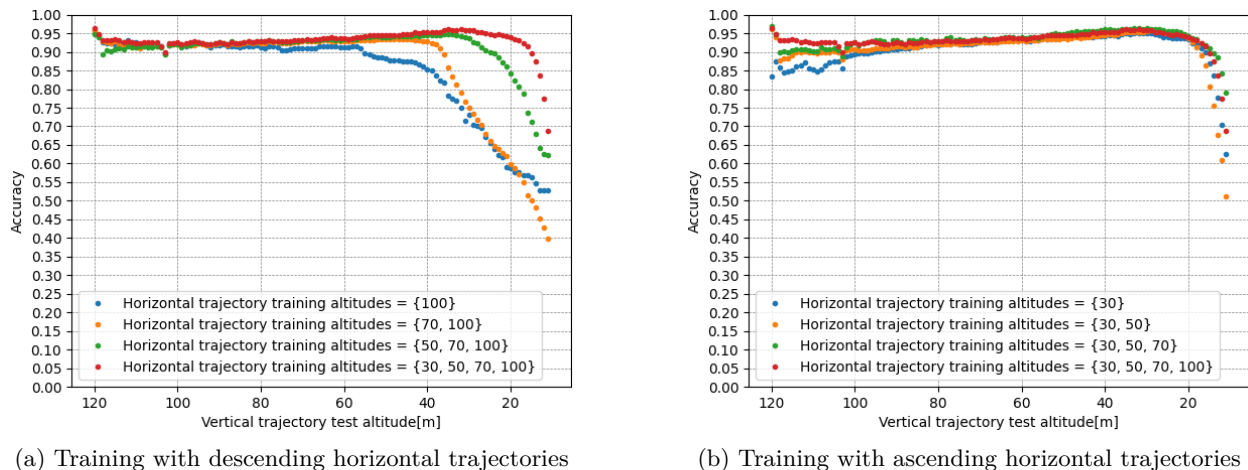 1.00
0.95
0.90
0.85
0.80
0.75
0.70
0.65
0.60
0.55
0.50
0.45
0.40
0.35
0.30
0.25
0.20
0.15
0.10
0.05
0.00
Accuracy
Horizontal trajectory training altitudes = {100}
Horizontal trajectory training altitudes = {70, 100}
Horizontal trajectory training altitudes = {50, 70, 100}
Horizontal trajectory training altitudes = {30, 50, 70, 100}
120 100 80 60 40 20
Vertical trajectory test altitude[m]
(a) Training with descending horizontal trajectories
1.00
0.95
0.90
0.85
0.80
0.75
0.70
0.65
0.60
0.55
0.50
0.45
0.40
0.35
0.30
0.25
0.20
0.15
0.10
0.05
0.00
Accuracy
Horizontal trajectory training altitudes = {30}
Horizontal trajectory training altitudes = {30, 50}
Horizontal trajectory training altitudes = {30, 50, 70}
Horizontal trajectory training altitudes = {30, 50, 70, 100}
120 100 80 60 40 20
Vertical trajectory test altitude[m]
(b) Training with ascending horizontal trajectories